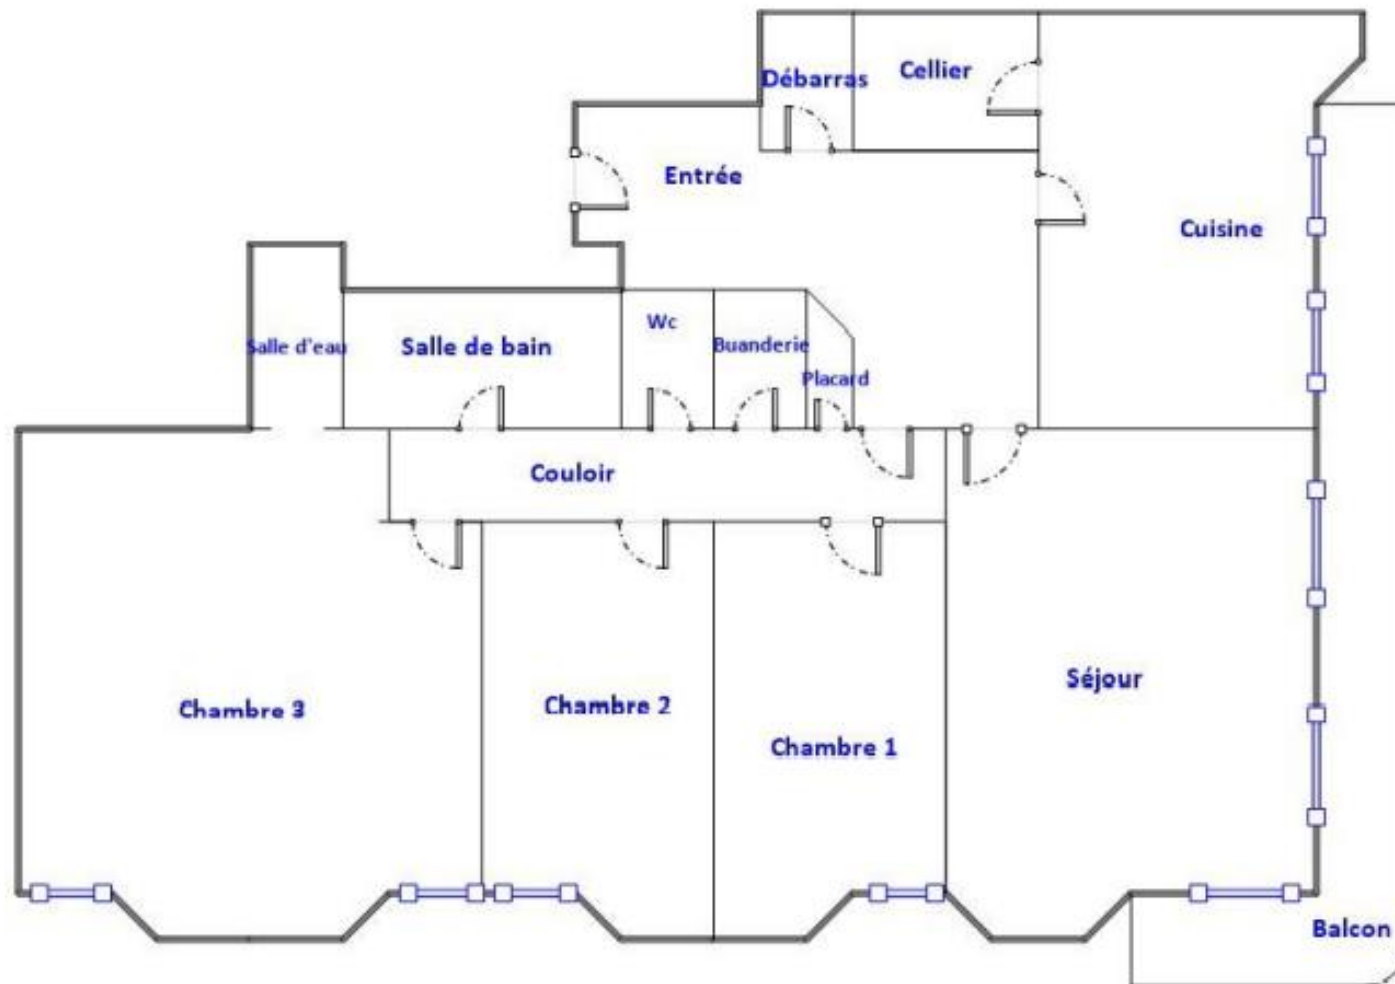 Débarras
Cellier
Entrée
Cuisine
Salle d'eau
Salle de bain
Wc
Buanderie
Placard
Couloir
Chambre 3
Chambre 2
Chambre 1
Séjour
Balcon